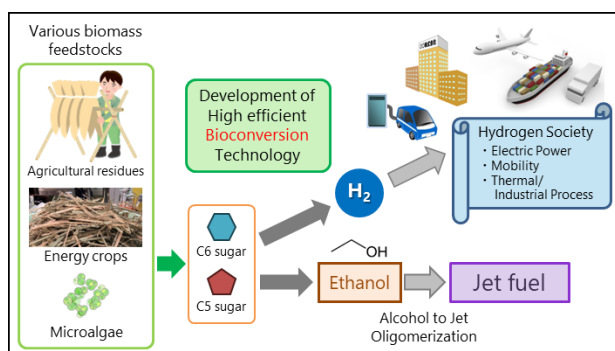 Various biomass
feedstocks
Agricultural residues
Energy crops
Microalgae
Development of
High efficient
Bioconversion
Technology
C6 sugar
C5 sugar
H2
Hydrogen Society
・Electric Power
・Mobility
・Thermal/
Industrial Process
OH
Ethanol
Jet fuel
Alcohol to Jet
Oligomerization